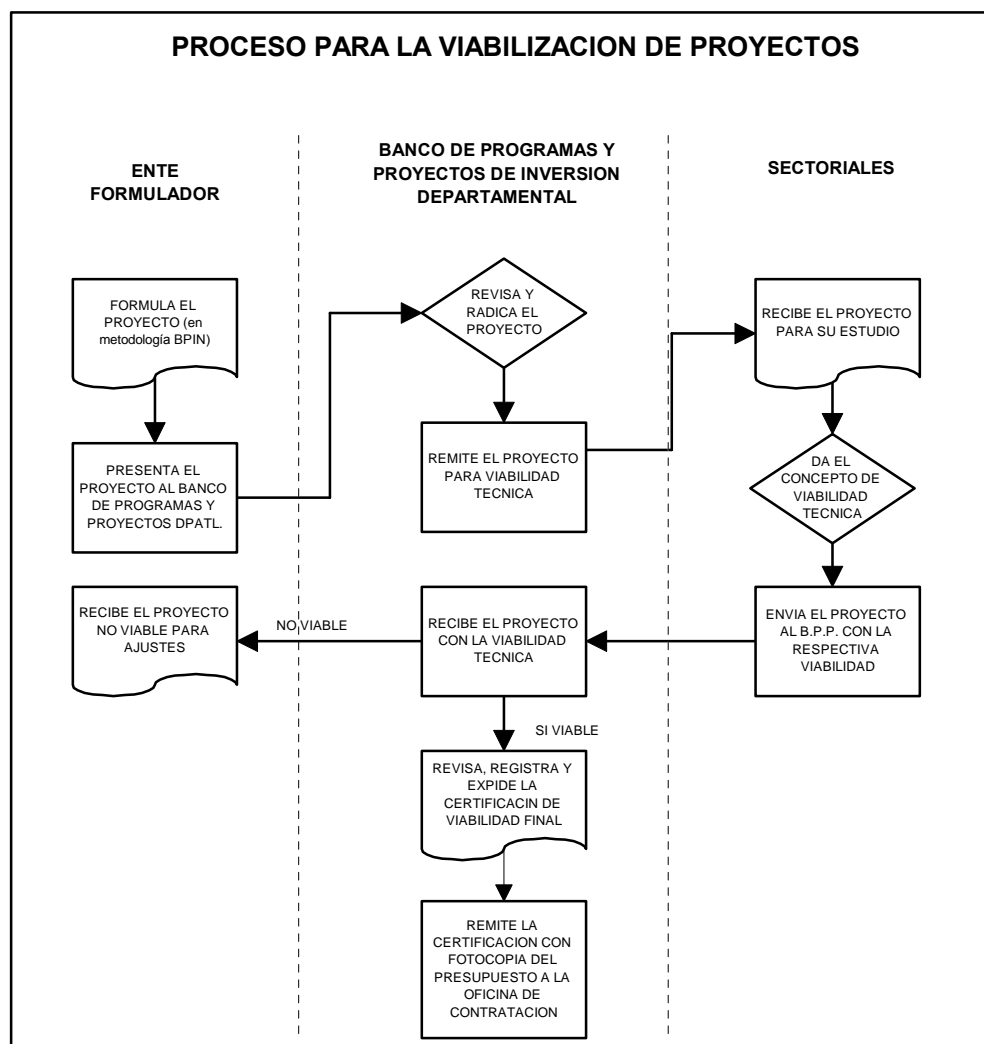 PROCESO PARA LA VIABILIZACION DE PROYECTOS
ENTE
FORMULADOR
BANCO DE PROGRAMAS Y
PROYECTOS DE INVERSION
DEPARTAMENTAL
SECTORIALES
FORMULA EL
PROYECTO (en
metodología BPIN)
PRESENTA EL
PROYECTO AL BANCO
DE PROGRAMAS Y
PROYECTOS DPATL.
REVISA Y
RADICA EL
PROYECTO
REMITE EL PROYECTO
PARA VIABILIDAD
TECNICA
RECIBE EL PROYECTO
PARA SU ESTUDIO
DA EL
CONCEPTO DE
VIABILIDAD
TECNICA
ENVIA EL PROYECTO
AL B.P.P. CON LA
RESPECTIVA
VIABILIDAD
RECIBE EL PROYECTO
CON LA VIABILIDAD
TECNICA
NO VIABLE
RECIBE EL PROYECTO
NO VIABLE PARA
AJUSTES
SI VIABLE
REVISA, REGISTRA Y
EXPIDE LA
CERTIFICACIN DE
VIABILIDAD FINAL
REMITE LA
CERTIFICACION CON
FOTOCOPIA DEL
PRESUPUESTO A LA
OFICINA DE
CONTRATACION